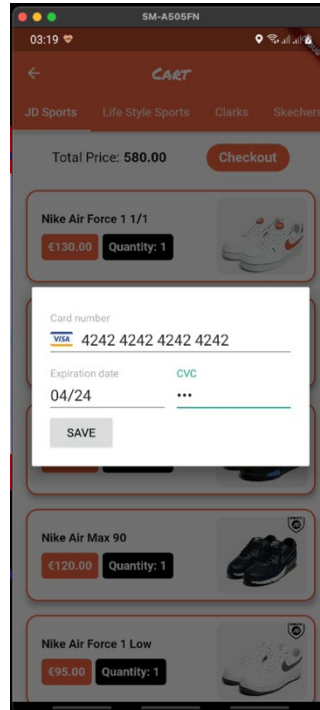 SM-A505FN
03:19
Cart
JD Sports Life Style Sports Clarks Skechers
Total Price: 580.00 Checkout
Nike Air Force 1 1/1
€130.00 Quantity: 1
Card number
VISA 4242 4242 4242 4242
Expiration date CVC
04/24 •••
SAVE
Nike Air Max 90
€120.00 Quantity: 1
Nike Air Force 1 Low
€95.00 Quantity: 1